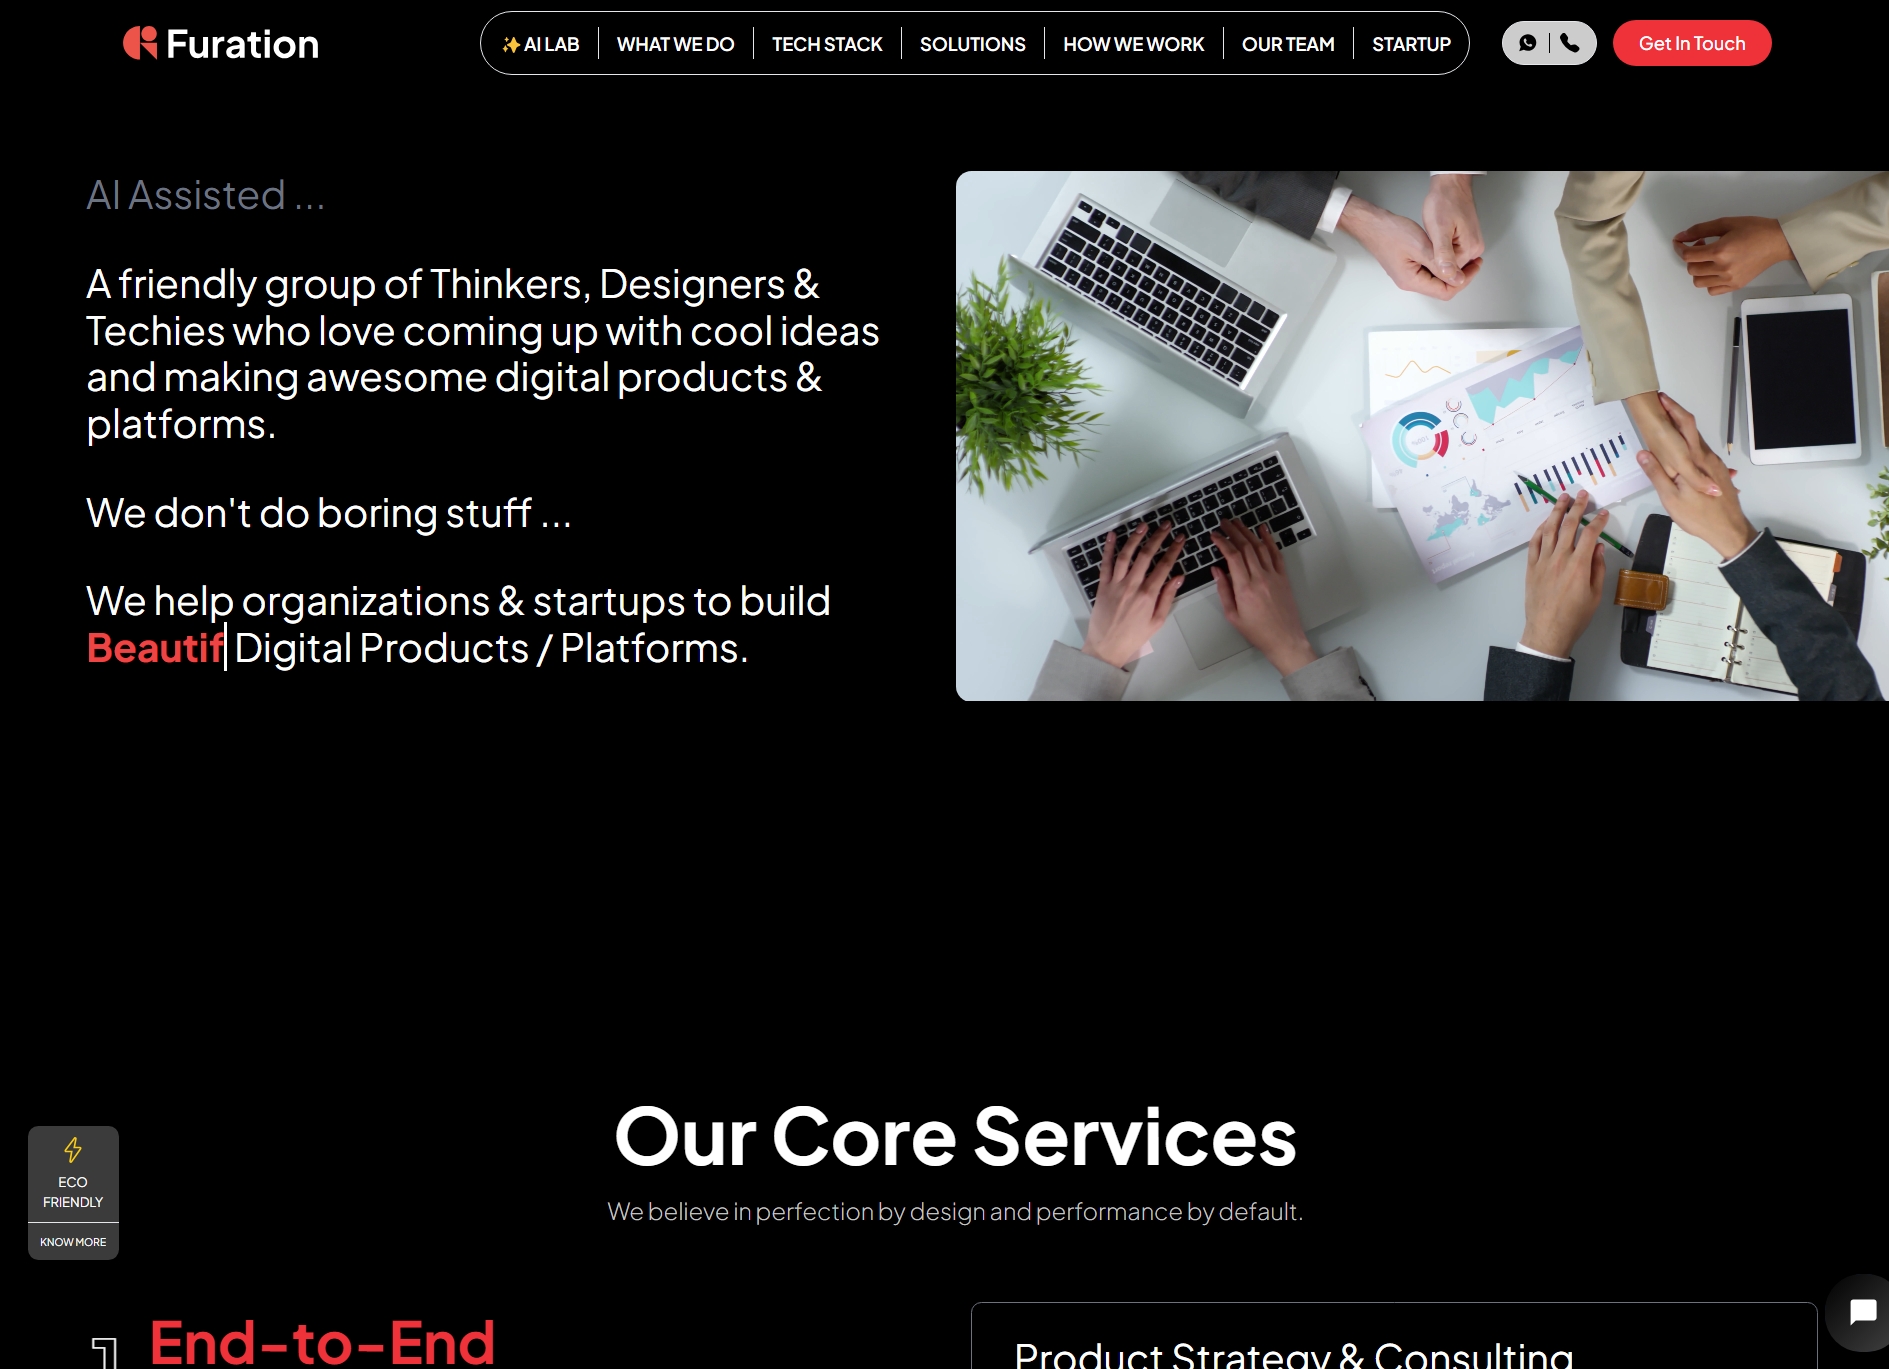 Furation
AI LAB
WHAT WE DO
TECH STACK
SOLUTIONS
HOW WE WORK
OUR TEAM
STARTUP
Get In Touch
AI Assisted ...
A friendly group of Thinkers, Designers &
Techies who love coming up with cool ideas
and making awesome digital products &
platforms.
We don't do boring stuff ...
We help organizations & startups to build
Beautif Digital Products / Platforms.
Our Core Services
We believe in perfection by design and performance by default.
ECO
FRIENDLY
KNOW MORE
1
End-to-End
Product Strategy & Consulting